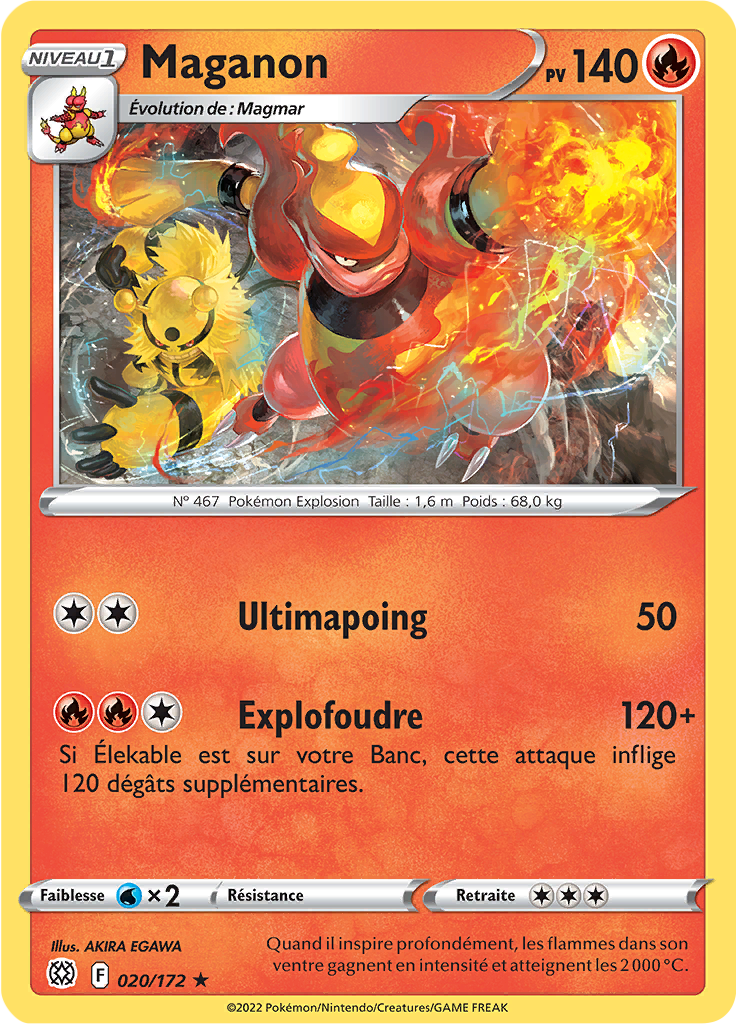 NIVEAU 1
Maganon
PV 140
Évolution de : Magmar
N° 467 Pokémon Explosion Taille : 1,6 m Poids : 68,0 kg
Ultimapoing 50
Explofoudre 120+
Si Élekable est sur votre Banc, cette attaque inflige
120 dégâts supplémentaires.
Faiblesse ×2 Résistance Retraite
Illus. AKIRA EGAWA
F 020/172 ★
Quand il inspire profondément, les flammes dans son
ventre gagnent en intensité et atteignent les 2 000 °C.
©2022 Pokémon/Nintendo/Creatures/GAME FREAK